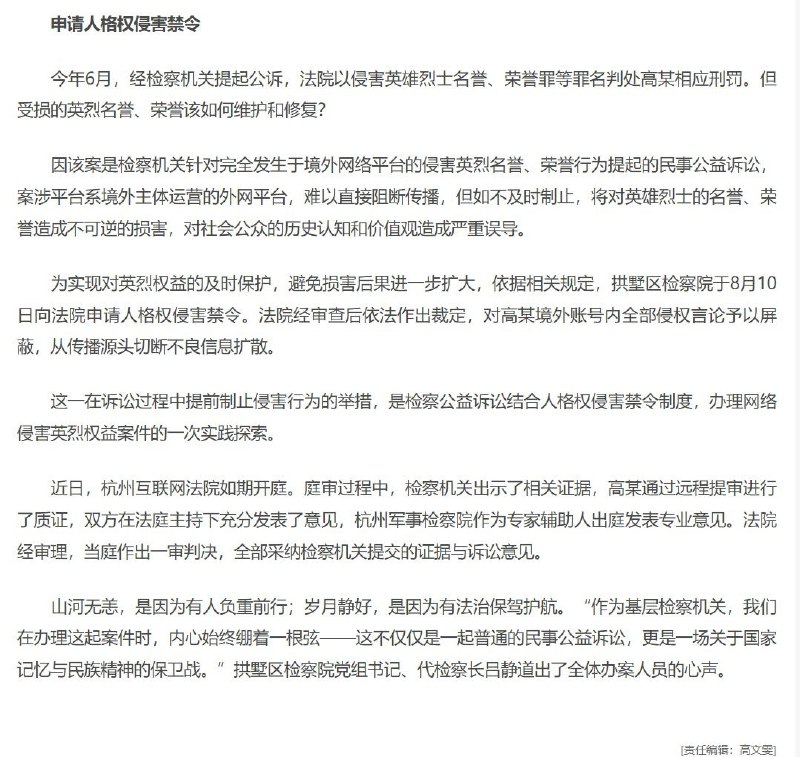 申请人格权侵害禁令
今年6月，经检察机关提起公诉，法院以侵害英雄烈士名誉、荣誉罪等罪名判处高某相应刑罚。但
受损的英烈名誉、荣誉该如何维护和修复？
因该案是检察机关针对完全发生于境外网络平台的侵害英烈名誉、荣誉行为提起的民事公益诉讼，
案涉平台系境外主体运营的外网平台，难以直接阻断传播，但如不及时制止，将对英雄烈士的名誉、荣
誉造成不可逆的损害，对社会公众的历史认知和价值观造成严重误导。
为实现对英烈权益的及时保护，避免损害后果进一步扩大，依据相关规定，拱墅区检察院于8月10
日向法院申请人格权侵害禁令。法院经审查后依法作出裁定，对高某境外账号内全部侵权言论予以屏
蔽，从传播源头切断不良信息扩散。
这一在诉讼过程中提前制止侵害行为的举措，是检察公益诉讼结合人格权侵害禁令制度，办理网络
侵害英烈权益案件的一次实践探索。
近日，杭州互联网法院如期开庭。庭审过程中，检察机关出示了相关证据，高某通过远程提审进行
了质证，双方在法庭主持下充分发表了意见，杭州军事检察院作为专家辅助人出庭发表专业意见。法院
经审理，当庭作出一审判决，全部采纳检察机关提交的证据与诉讼意见。
山河无恙，是因为有人负重前行；岁月静好，是因为有法治保驾护航。“作为基层检察机关，我们
在办理这起案件时，内心始终绷着一根弦——这不仅仅是一起普通的民事公益诉讼，更是一场关于国家
记忆与民族精神的保卫战。”拱墅区检察院党组书记、代检察长吕静道出了全体办案人员的心声。
[责任编辑：高文雯]